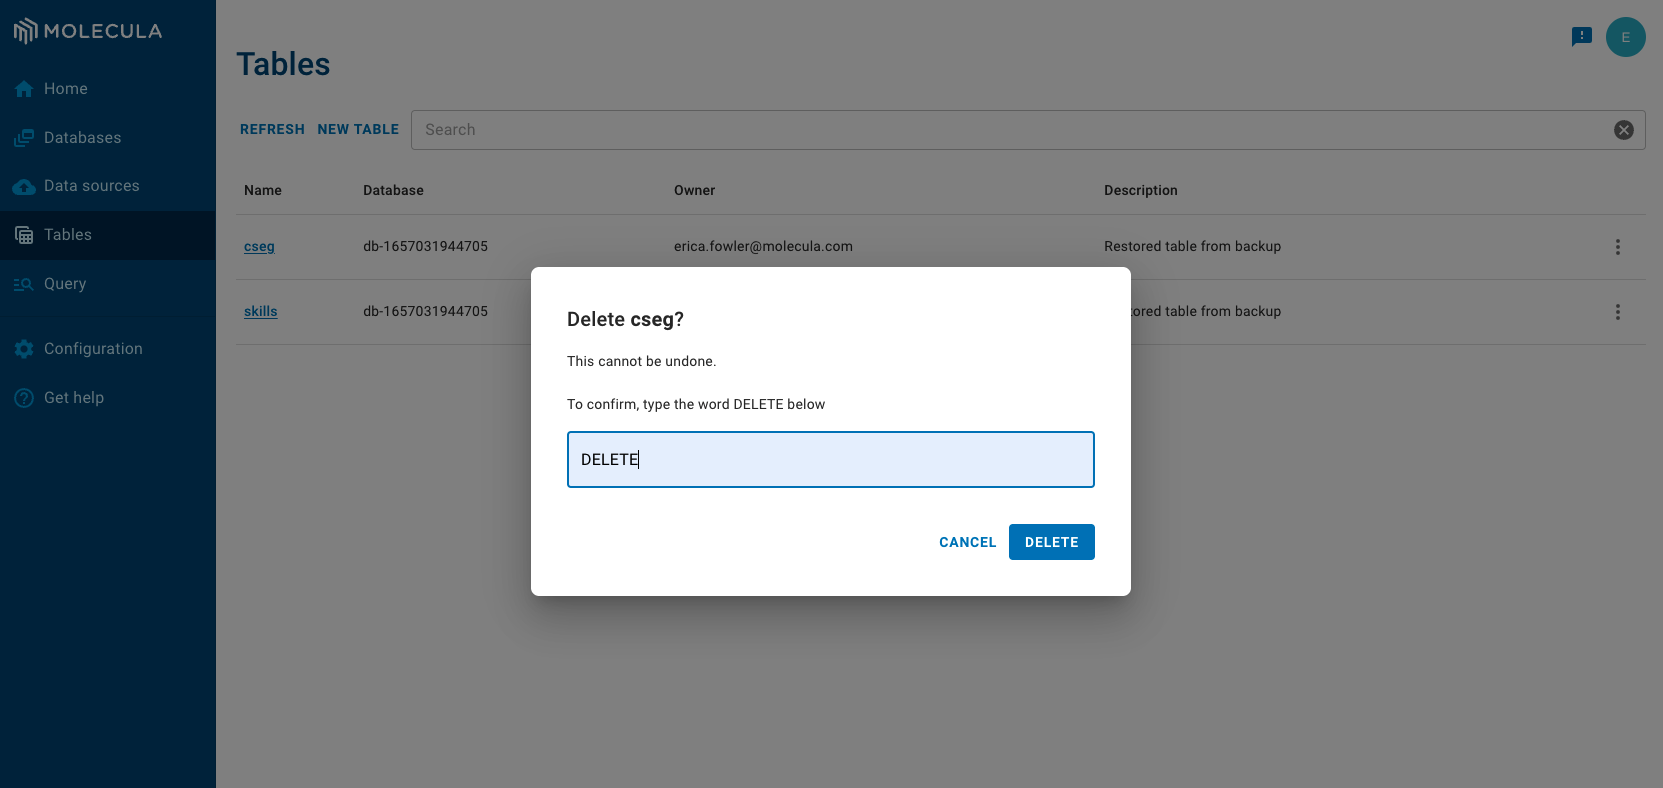 MOLECULA
Home
Databases
Data sources
Tables
Query
Configuration
Get help
E
Tables
REFRESH NEW TABLE Search
Name Database Owner Description
cseg db-1657031944705 erica.fowler@molecula.com Restored table from backup
skills db-1657031944705 tored table from backup
Delete cseg?
This cannot be undone.
To confirm, type the word DELETE below
DELETE
CANCEL DELETE